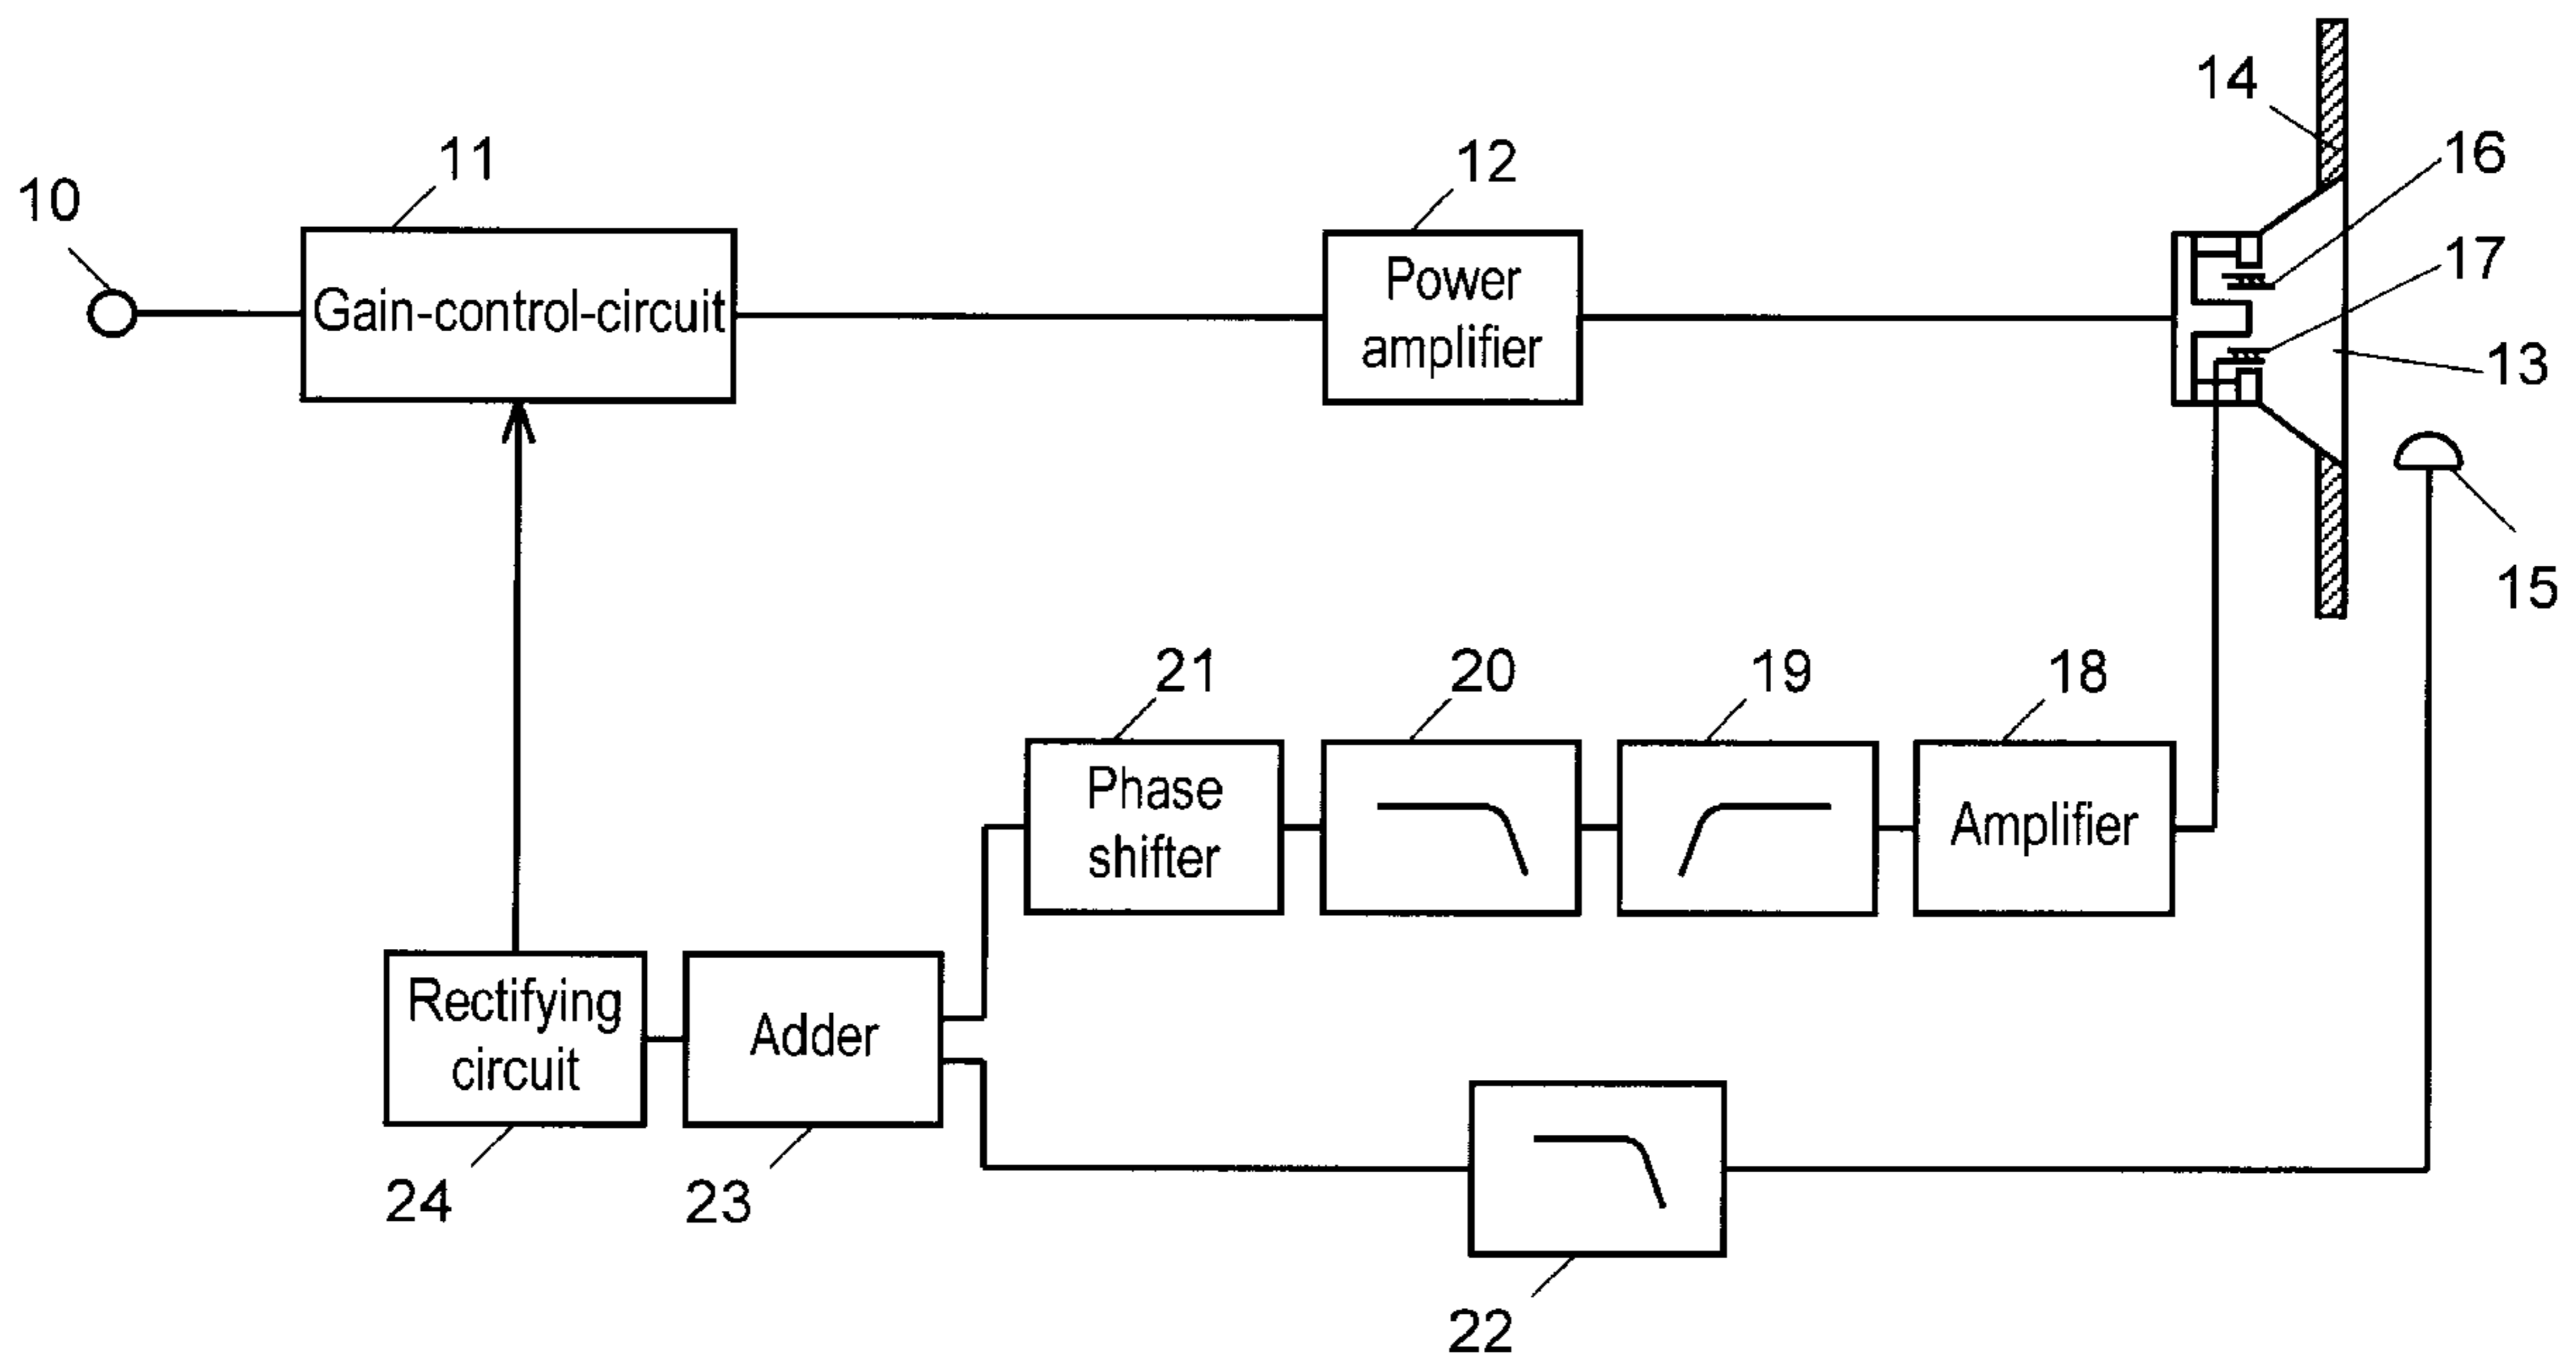 14
11
12
16
10
17
Gain-control-circuit
Power
amplifier
13
15
21
20
19
18
Phase
shifter
Amplifier
Rectifying
circuit
Adder
24
23
22